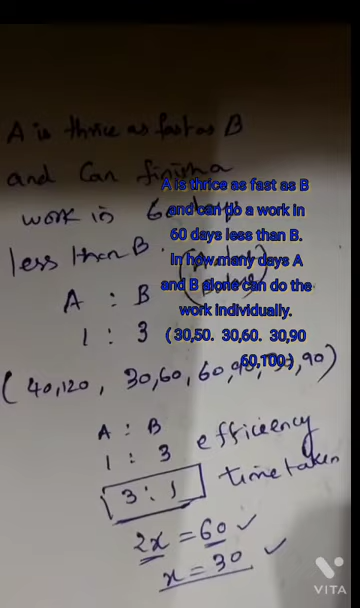 A is thrice as fast as B
and Can finish a
work in 60 days
less than B.
A : B
1 : 3
(40,120, 30,60, 60,90, 30,90)
A : B
1 : 3 efficiency
3 : 1 time taken
2x = 60 ✓
x = 30 ✓
A is thrice as fast as B
and can do a work in
60 days less than B.
In how many days A
and B alone can do the
work individually.
(30,50. 30,60. 30,90
60,100.)
VITA